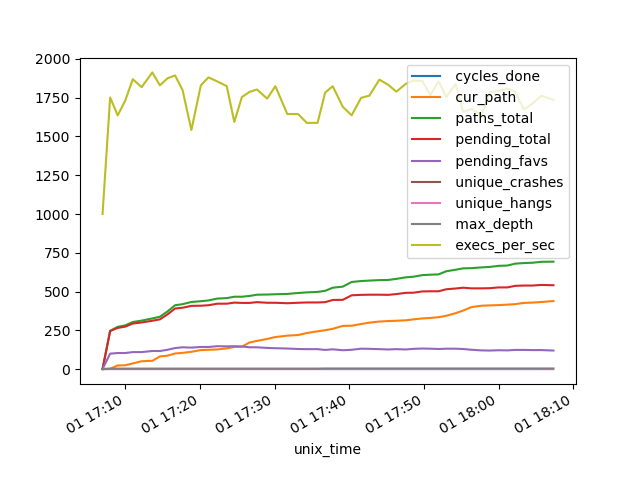 2000
1750
1500
1250
1000
750
500
250
0
cycles_done
cur_path
paths_total
pending_total
pending_favs
unique_crashes
unique_hangs
max_depth
execs_per_sec
01 17:10
01 17:20
01 17:30
01 17:40
01 17:50
01 18:00
01 18:10
unix_time